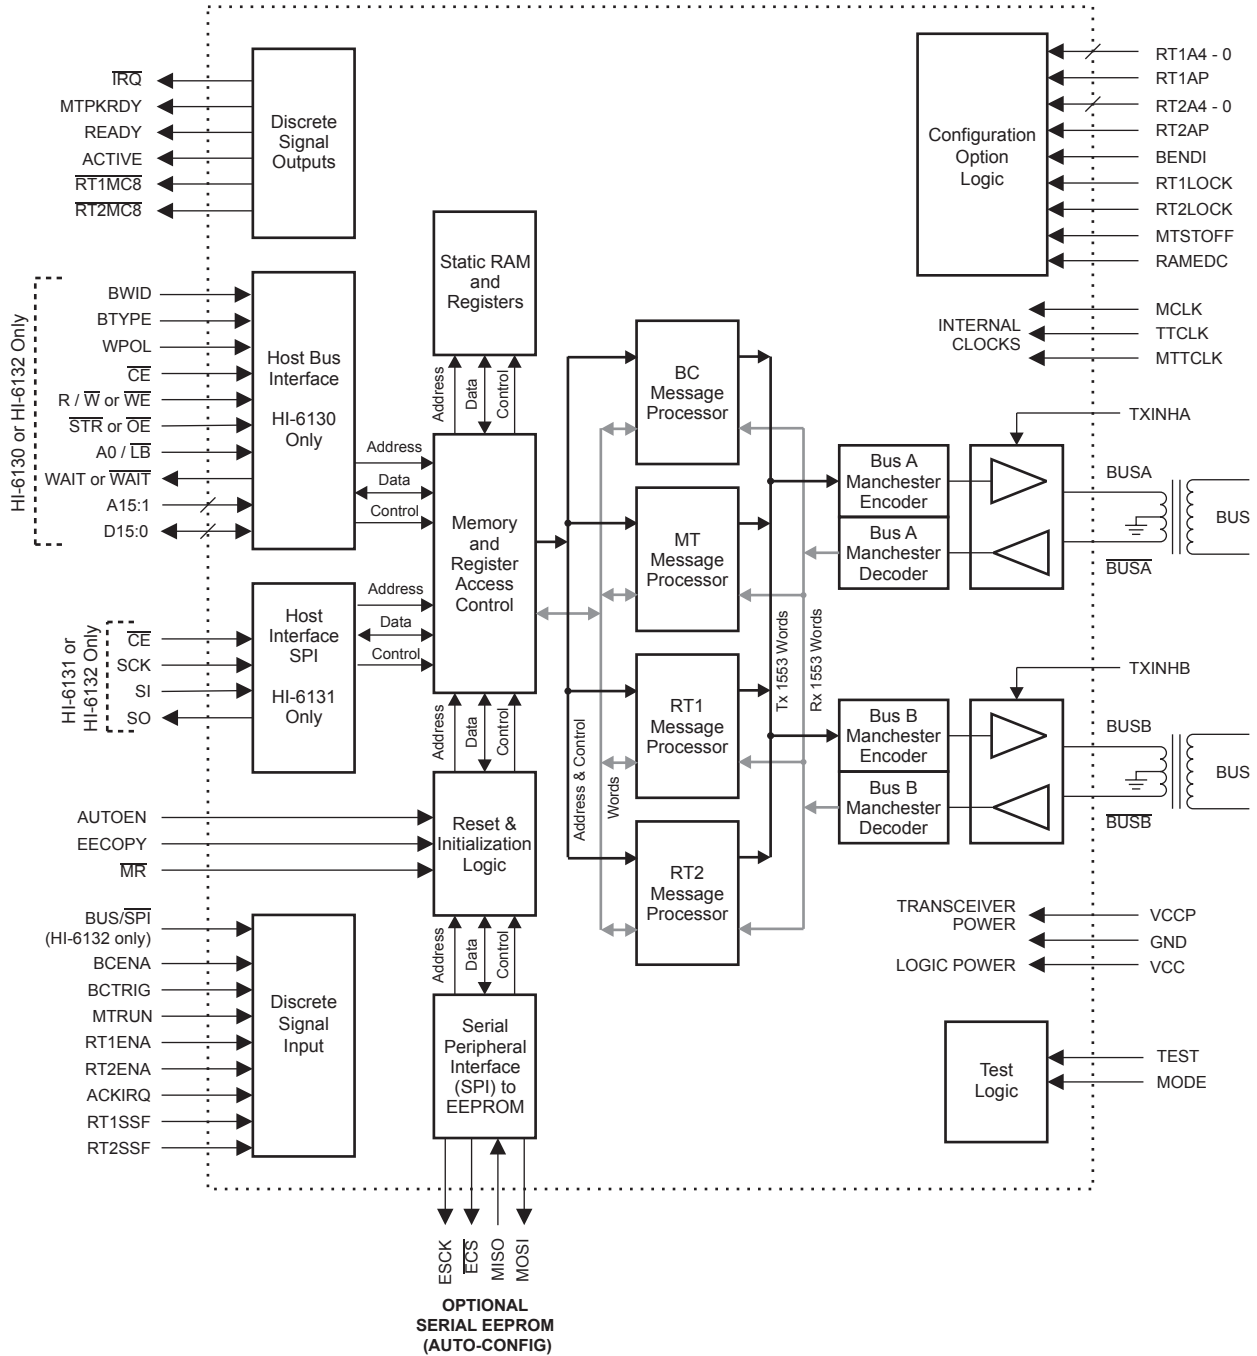 IRQ
MTPKRDY
READY
ACTIVE
RT1MC8
RT2MC8
Discrete
Signal
Outputs
Configuration
Option
Logic
RT1A4 - 0
RT1AP
RT2A4 - 0
RT2AP
BENDI
RT1LOCK
RT2LOCK
MTSTOFF
RAMEDC
INTERNAL
CLOCKS
MCLK
TTCLK
MTTCLK
HI-6130 or HI-6132 Only
BWID
BTYPE
WPOL
CE
R / W or WE
STR or OE
A0 / LB
WAIT or WAIT
A15:1
D15:0
Host Bus
Interface
HI-6130
Only
Address
Data
Control
Static RAM
and
Registers
Address
Data
Control
Memory
and
Register
Access
Control
HI-6131 or
HI-6132 Only
CE
SCK
SI
SO
Host
Interface
SPI
HI-6131
Only
Address
Data
Control
Address
Data
Control
AUTOEN
EECOPY
MR
Reset &
Initialization
Logic
BUS/SPI
(HI-6132 only)
BCENA
BCTRIG
MTRUN
RT1ENA
RT2ENA
ACKIRQ
RT1SSF
RT2SSF
Discrete
Signal
Input
Address
Data
Control
Serial
Peripheral
Interface
(SPI) to
EEPROM
ESCK
ECS
MISO
MOSI
OPTIONAL
SERIAL EEPROM
(AUTO-CONFIG)
BC
Message
Processor
MT
Message
Processor
RT1
Message
Processor
RT2
Message
Processor
Address & Control
Words
Tx 1553 Words
Rx 1553 Words
Bus A
Manchester
Encoder
Bus A
Manchester
Decoder
TXINHA
BUSA
BUSA
BUS
Bus B
Manchester
Encoder
Bus B
Manchester
Decoder
TXINHB
BUSB
BUSB
BUS
TRANSCEIVER
POWER
LOGIC POWER
VCCP
GND
VCC
Test
Logic
TEST
MODE